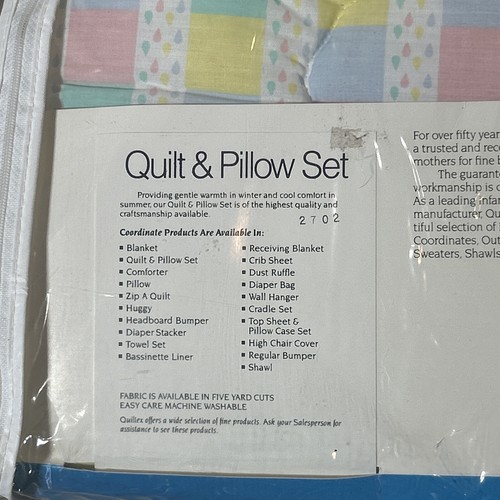 Quilt & Pillow Set
Providing gentle warmth in winter and cool comfort in
summer, our Quilt & Pillow Set is of the highest quality and
craftsmanship available.
2702
Coordinate Products Are Available In:
Blanket
Quilt & Pillow Set
Comforter
Pillow
Zip A Quilt
Huggy
Headboard Bumper
Diaper Stacker
Towel Set
Bassinette Liner
Receiving Blanket
Crib Sheet
Dust Ruffle
Diaper Bag
Wall Hanger
Cradle Set
Top Sheet &
Pillow Case Set
High Chair Cover
Regular Bumper
Shawl
FABRIC IS AVAILABLE IN FIVE YARD CUTS
EASY CARE MACHINE WASHABLE
Quiltex offers a wide selection of fine products. Ask your Salesperson for
assistance to see these products.
For over fifty year
a trusted and rec
mothers for fine b
The guarante
workmanship is o
As a leading infan
manufacturer, Qu
tiful selection of
Coordinates, Out
Sweaters, Shawls